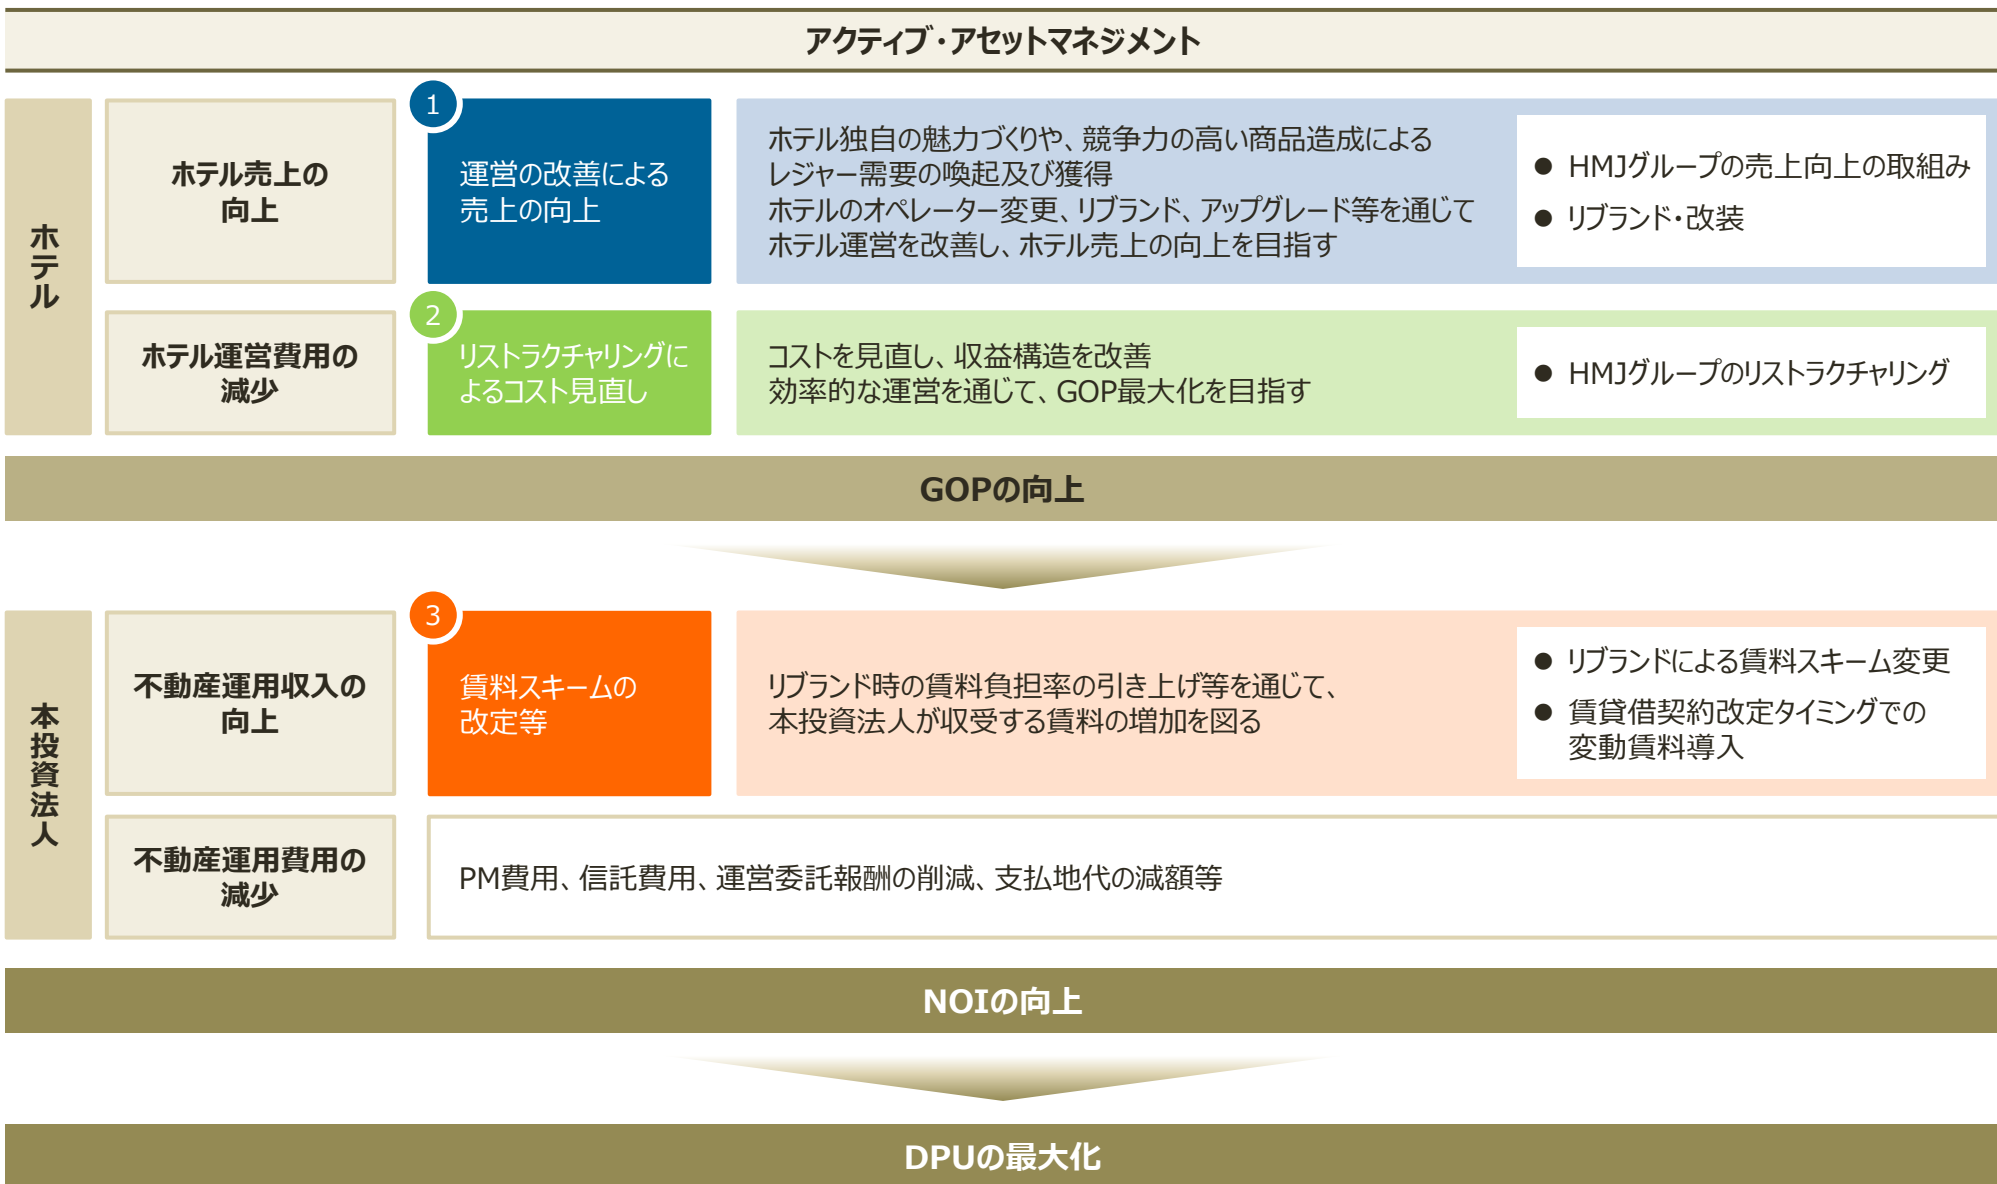 アクティブ・アセットマネジメント
ホテル
ホテル売上の
向上
1
運営の改善による
売上の向上
ホテル独自の魅力づくりや、競争力の高い商品造成による
レジャー需要の喚起及び獲得
ホテルのオペレーター変更、リブランド、アップグレード等を通じて
ホテル運営を改善し、ホテル売上の向上を目指す
● HMJグループの売上向上の取組み
● リブランド・改装
ホテル運営費用の
減少
2
リストラクチャリングに
よるコスト見直し
コストを見直し、収益構造を改善
効率的な運営を通じて、GOP最大化を目指す
● HMJグループのリストラクチャリング
GOPの向上
本投資法人
不動産運用収入の
向上
3
賃料スキームの
改定等
リブランド時の賃料負担率の引き上げ等を通じて、
本投資法人が収受する賃料の増加を図る
● リブランドによる賃料スキーム変更
● 賃貸借契約改定タイミングでの
変動賃料導入
不動産運用費用の
減少
PM費用、信託費用、運営委託報酬の削減、支払地代の減額等
NOIの向上
DPUの最大化